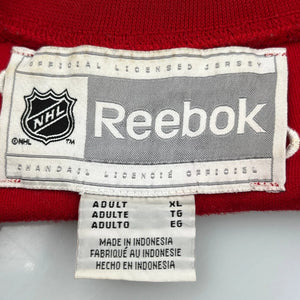 OFFICIAL LICENSED JERSEY
NHL
©NHL TM
Reebok
CHANDAIL LICENCIÉ OFFICIEL
ADULT XL
ADULTE TG
ADULTO EG
MADE IN INDONESIA
FABRIQUÉ AU INDONESIE
HECHO EN INDONESIA